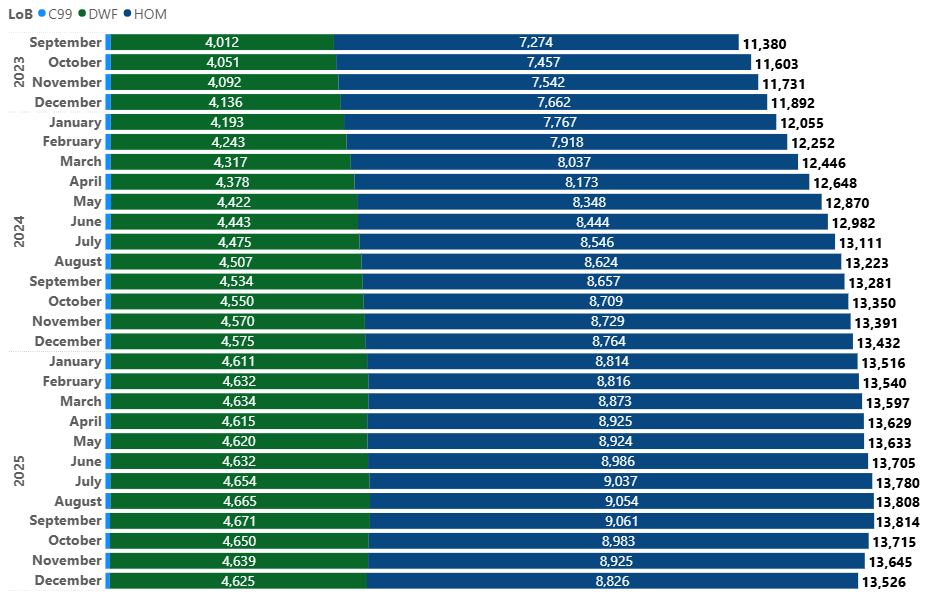 LoB C99 DWF HOM
2023
September 4,012 7,274 11,380
October 4,051 7,457 11,603
November 4,092 7,542 11,731
December 4,136 7,662 11,892
2024
January 4,193 7,767 12,055
February 4,243 7,918 12,252
March 4,317 8,037 12,446
April 4,378 8,173 12,648
May 4,422 8,348 12,870
June 4,443 8,444 12,982
July 4,475 8,546 13,111
August 4,507 8,624 13,223
September 4,534 8,657 13,281
October 4,550 8,709 13,350
November 4,570 8,729 13,391
December 4,575 8,764 13,432
2025
January 4,611 8,814 13,516
February 4,632 8,816 13,540
March 4,634 8,873 13,597
April 4,615 8,925 13,629
May 4,620 8,924 13,633
June 4,632 8,986 13,705
July 4,654 9,037 13,780
August 4,665 9,054 13,808
September 4,671 9,061 13,814
October 4,650 8,983 13,715
November 4,639 8,925 13,645
December 4,625 8,826 13,526